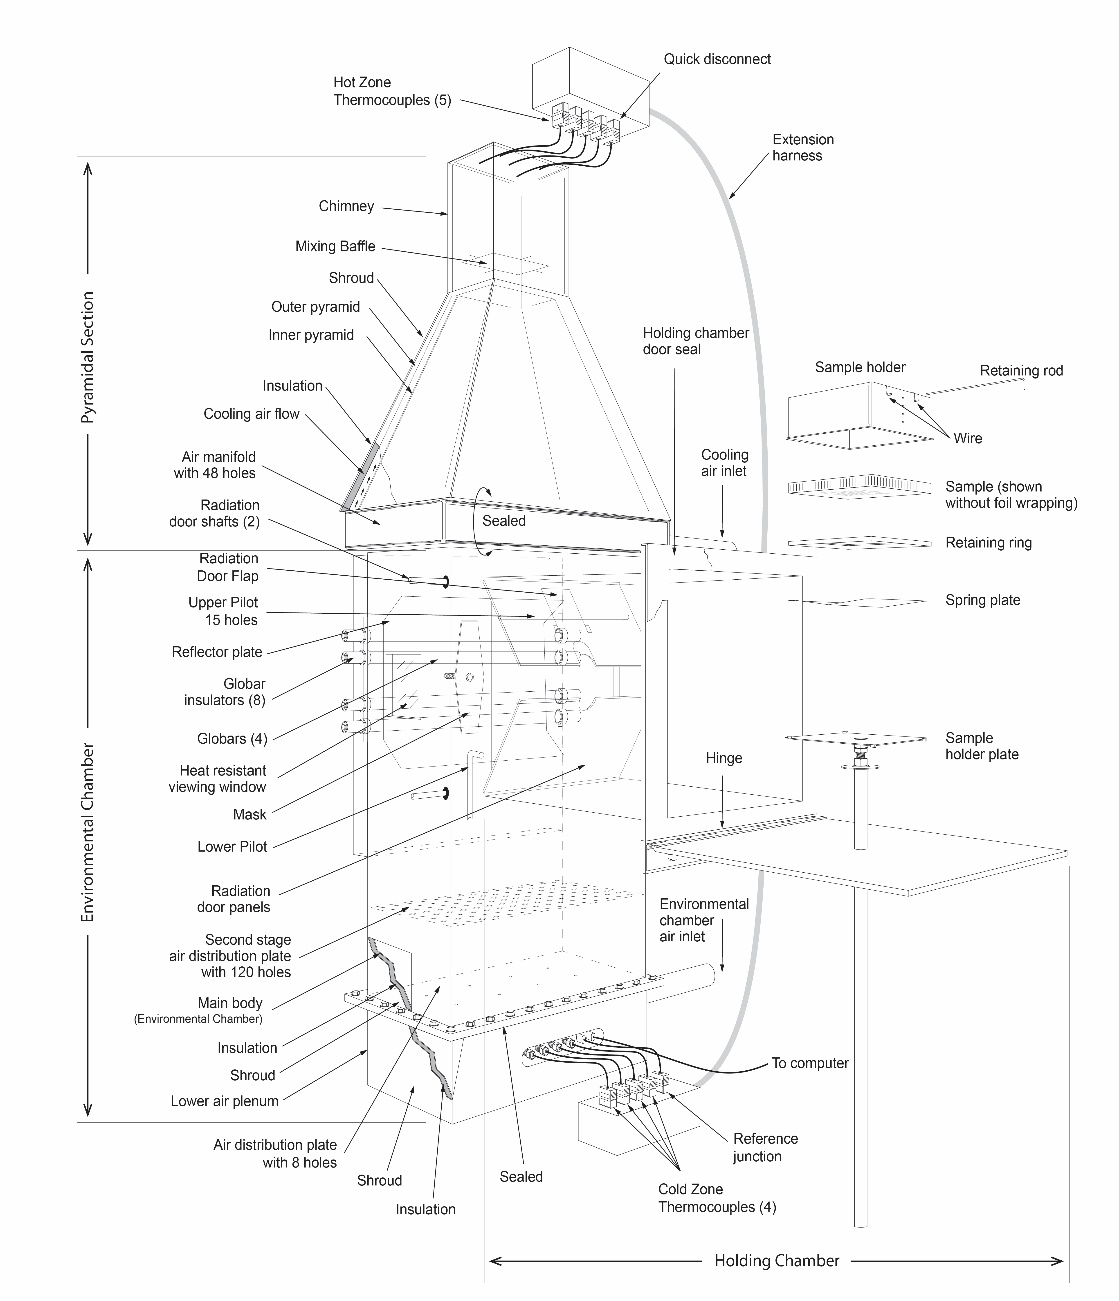 Quick disconnect
Hot Zone
Thermocouples (5)
Extension
harness
Chimney
Mixing Baffle
Shroud
Outer pyramid
Inner pyramid
Insulation
Cooling air flow
Air manifold
with 48 holes
Radiation
door shafts (2)
Sealed
Pyramidal Section
Holding chamber
door seal
Cooling
air inlet
Sample holder
Retaining rod
Wire
Sample (shown
without foil wrapping)
Retaining ring
Spring plate
Sample
holder plate
Hinge
Radiation
Door Flap
Upper Pilot
15 holes
Reflector plate
Globar
insulators (8)
Globars (4)
Heat resistant
viewing window
Mask
Lower Pilot
Radiation
door panels
Second stage
air distribution plate
with 120 holes
Main body
(Environmental Chamber)
Insulation
Shroud
Lower air plenum
Environmental Chamber
Environmental
chamber
air inlet
To computer
Air distribution plate
with 8 holes
Shroud
Insulation
Sealed
Reference
junction
Cold Zone
Thermocouples (4)
Holding Chamber